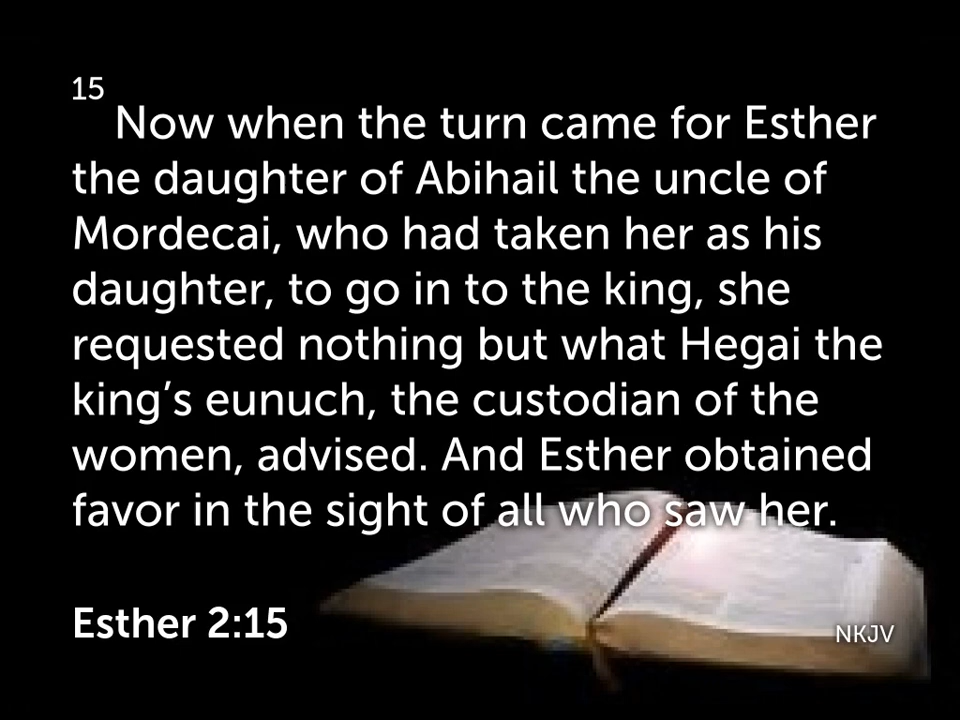 15
Now when the turn came for Esther
the daughter of Abihail the uncle of
Mordecai, who had taken her as his
daughter, to go in to the king, she
requested nothing but what Hegai the
king’s eunuch, the custodian of the
women, advised. And Esther obtained
favor in the sight of all who saw her.
Esther 2:15
NKJV